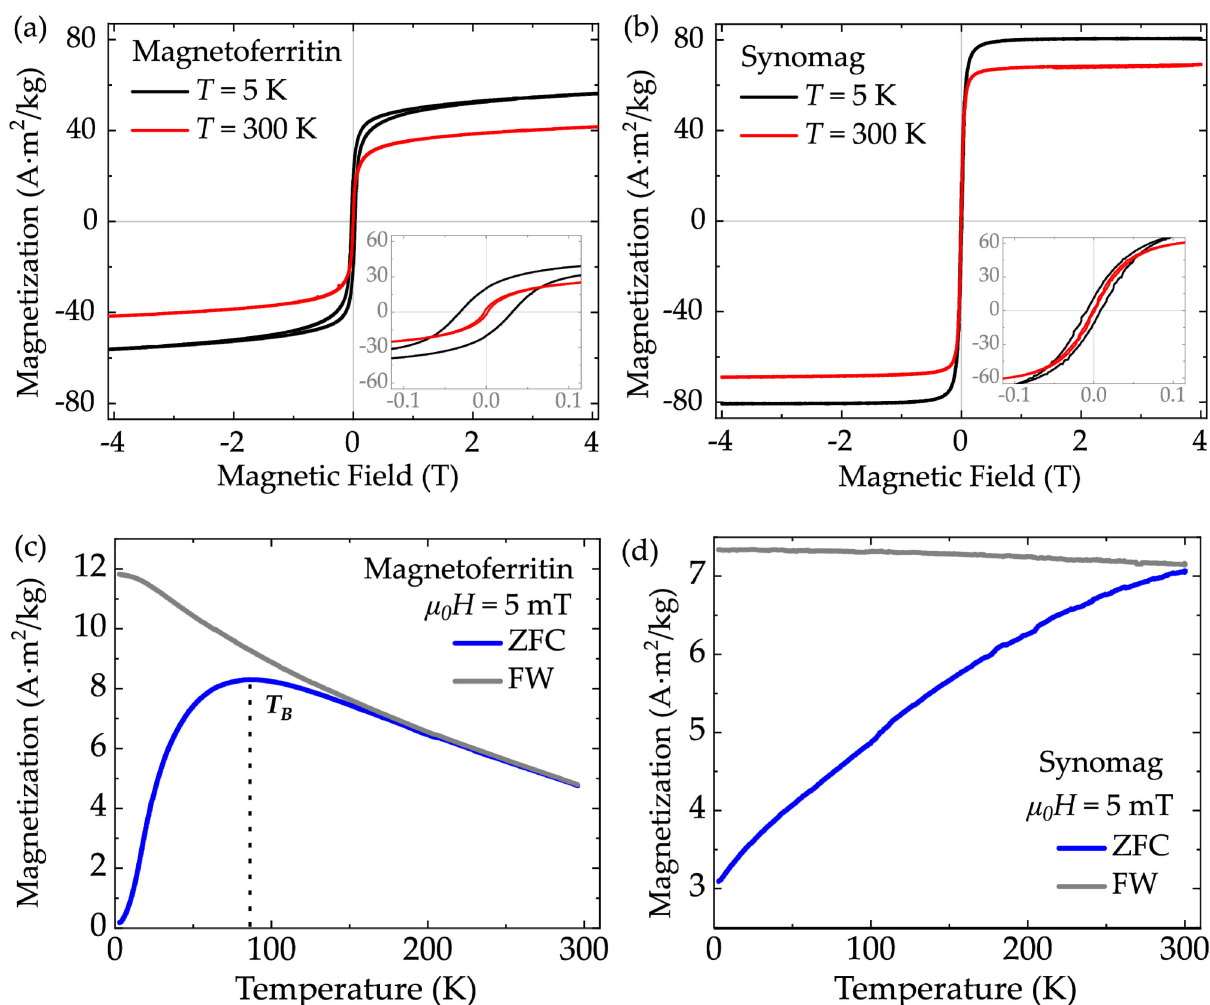 (a)
Magnetization (A·m²/kg)
80
40
0
-40
-80
Magnetoferritin
T = 5 K
T = 300 K
60
30
0
-30
-60
-0.1
0.0
0.1
-4
-2
0
2
4
Magnetic Field (T)
(b)
Magnetization (A·m²/kg)
80
40
0
-40
-80
Synomag
T = 5 K
T = 300 K
60
30
0
-30
-60
-0.1
0.0
0.1
-4
-2
0
2
4
Magnetic Field (T)
(c)
Magnetization (A·m²/kg)
12
10
8
6
4
2
0
Magnetoferritin
μ₀H = 5 mT
ZFC
FW
T_B
0
100
200
300
Temperature (K)
(d)
Magnetization (A·m²/kg)
7
6
5
4
3
Synomag
μ₀H = 5 mT
ZFC
FW
0
100
200
300
Temperature (K)